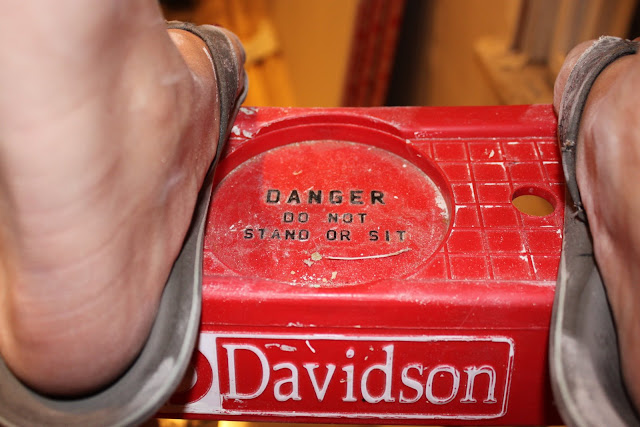 DANGER
DO NOT
STAND OR SIT
Davidson